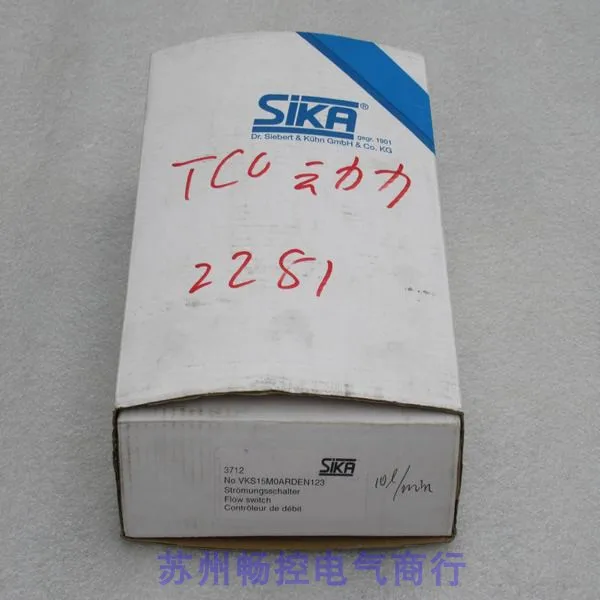 SIKA®
gegr. 1901
Dr. Siebert & Kühn GmbH & Co. KG
TCU 动力
2281
3712
SIKA
No VKS15M0ARDEN123
Strömungsschalter
Flow switch
Contrôleur de débit
10l/min
苏州畅控电气商行